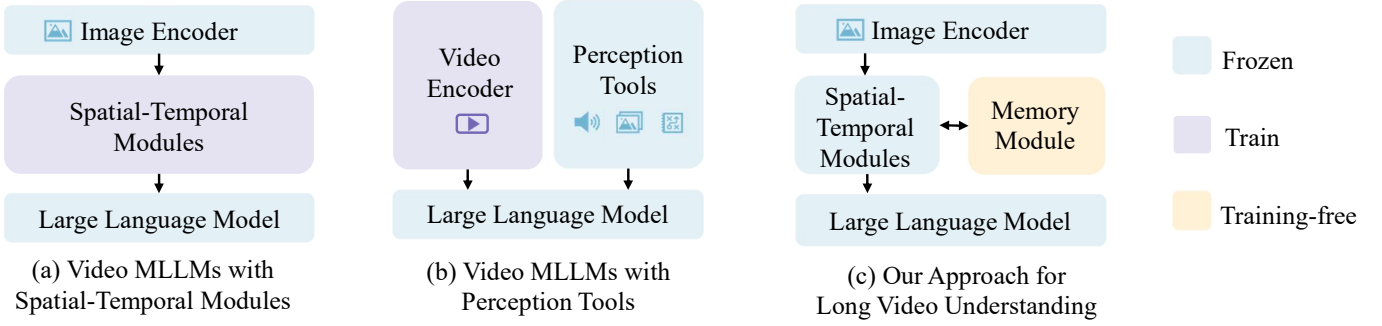 Image Encoder
Spatial-Temporal
Modules
Large Language Model
(a) Video MLLMs with
Spatial-Temporal Modules
Video
Encoder
Perception
Tools
Large Language Model
(b) Video MLLMs with
Perception Tools
Image Encoder
Spatial-
Temporal
Modules
Memory
Module
Large Language Model
(c) Our Approach for
Long Video Understanding
Frozen
Train
Training-free